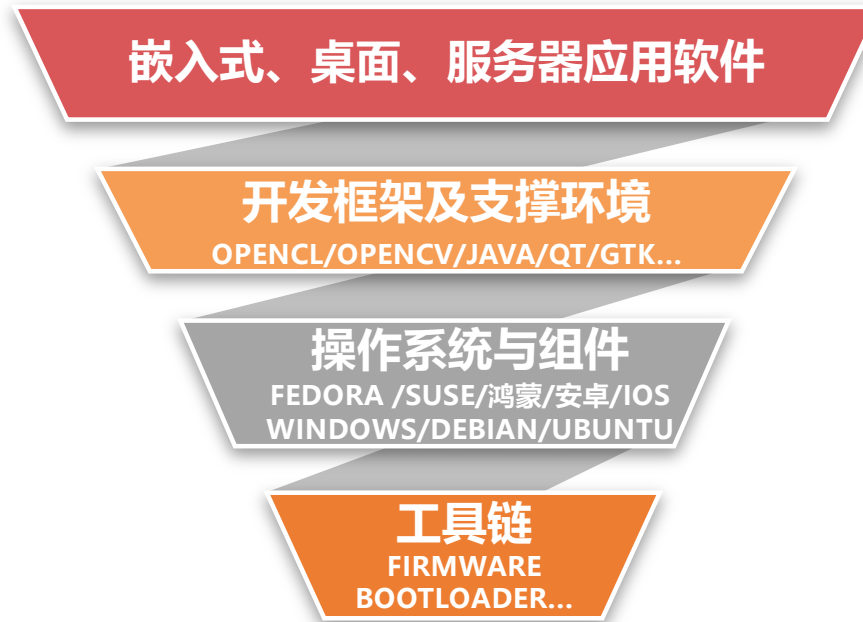 嵌入式、桌面、服务器应用软件
开发框架及支撑环境
OPENCL/OPENCV/JAVA/QT/GTK...
操作系统与组件
FEDORA /SUSE/鸿蒙/安卓/IOS
WINDOWS/DEBIAN/UBUNTU
工具链
FIRMWARE
BOOTLOADER...